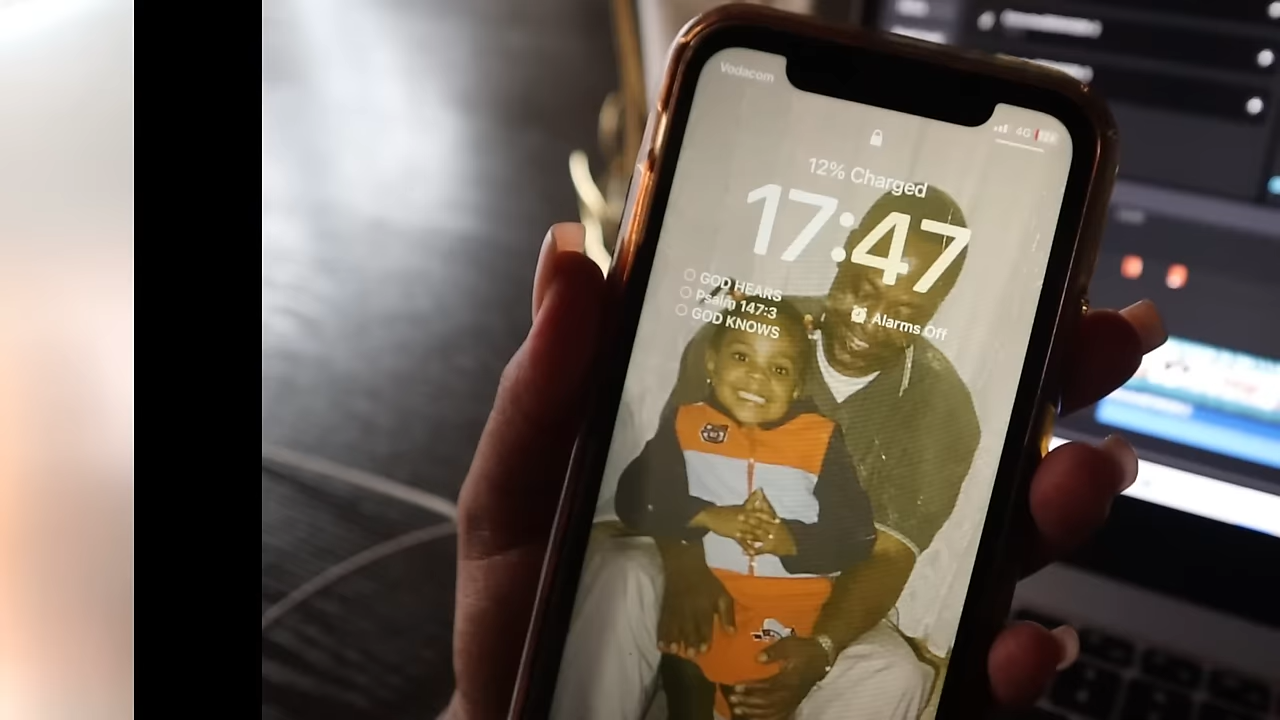 Vodacom
4G
12% Charged
17:47
GOD HEARS
Psalm 147:3
GOD KNOWS
Alarms Off